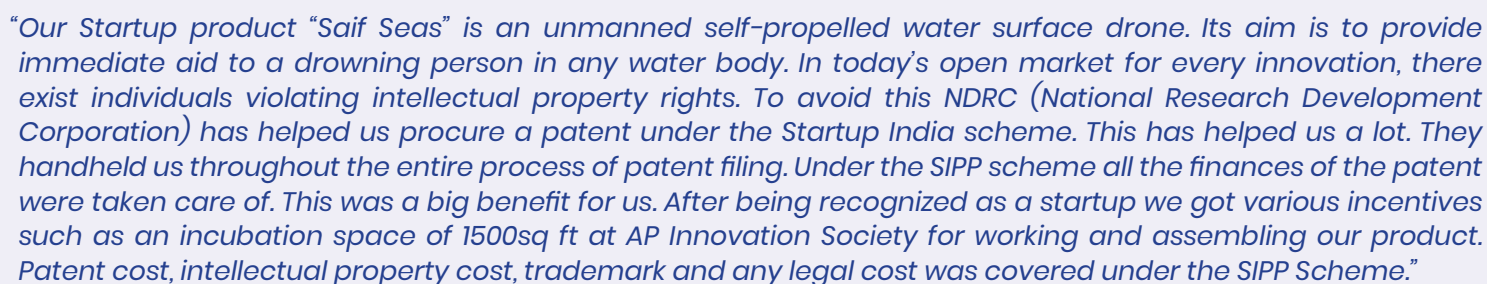 “Our Startup product “Saif Seas” is an unmanned self-propelled water surface drone. Its aim is to provide
immediate aid to a drowning person in any water body. In today’s open market for every innovation, there
exist individuals violating intellectual property rights. To avoid this NDRC (National Research Development
Corporation) has helped us procure a patent under the Startup India scheme. This has helped us a lot. They
handheld us throughout the entire process of patent filing. Under the SIPP scheme all the finances of the patent
were taken care of. This was a big benefit for us. After being recognized as a startup we got various incentives
such as an incubation space of 1500sq ft at AP Innovation Society for working and assembling our product.
Patent cost, intellectual property cost, trademark and any legal cost was covered under the SIPP Scheme.”